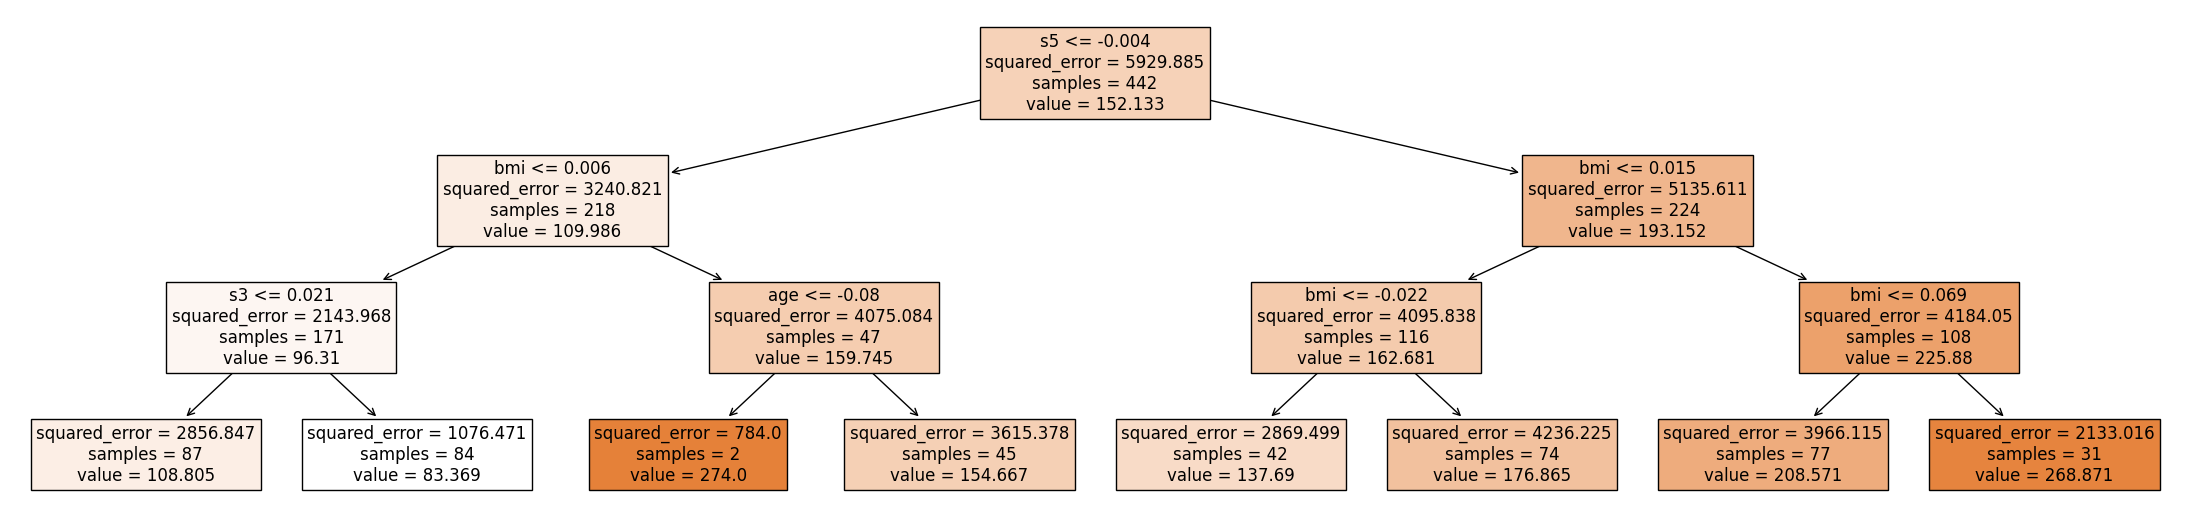 s5 <= -0.004
squared_error = 5929.885
samples = 442
value = 152.133
bmi <= 0.006
squared_error = 3240.821
samples = 218
value = 109.986
bmi <= 0.015
squared_error = 5135.611
samples = 224
value = 193.152
s3 <= 0.021
squared_error = 2143.968
samples = 171
value = 96.31
age <= -0.08
squared_error = 4075.084
samples = 47
value = 159.745
bmi <= -0.022
squared_error = 4095.838
samples = 116
value = 162.681
bmi <= 0.069
squared_error = 4184.05
samples = 108
value = 225.88
squared_error = 2856.847
samples = 87
value = 108.805
squared_error = 1076.471
samples = 84
value = 83.369
squared_error = 784.0
samples = 2
value = 274.0
squared_error = 3615.378
samples = 45
value = 154.667
squared_error = 2869.499
samples = 42
value = 137.69
squared_error = 4236.225
samples = 74
value = 176.865
squared_error = 3966.115
samples = 77
value = 208.571
squared_error = 2133.016
samples = 31
value = 268.871